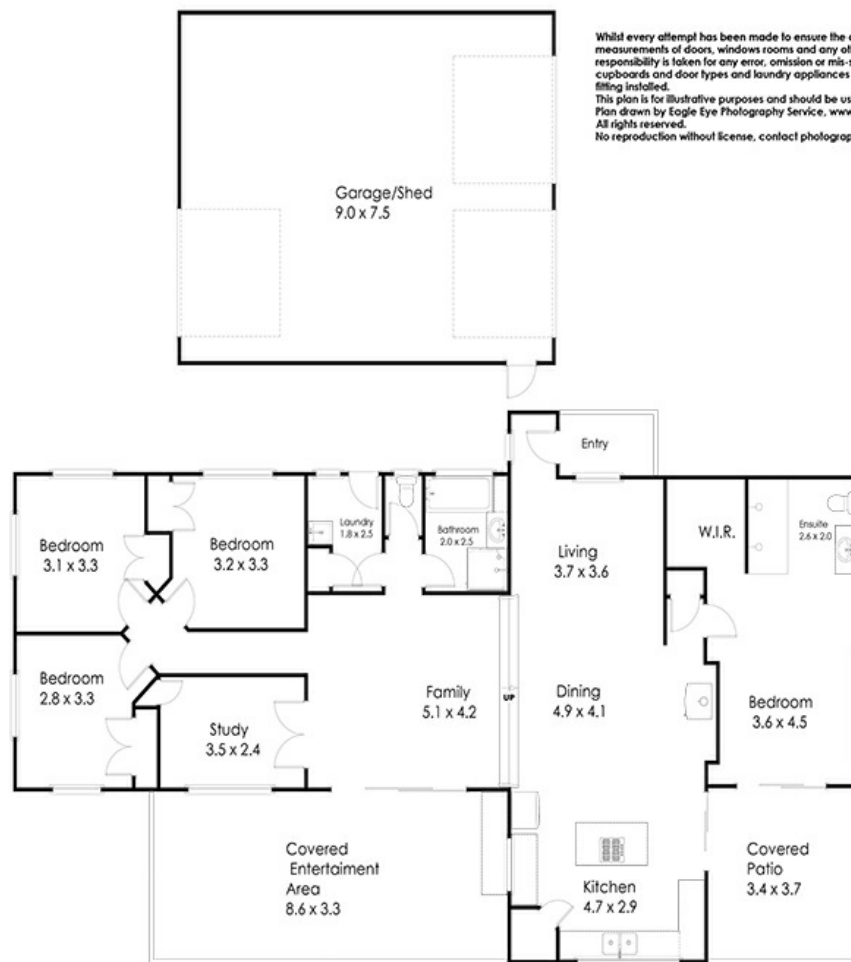 Whilst every attempt has been made to ensure the
measurements of doors, windows rooms and any
responsibility is taken for any error, omission or
cupboards and door types and laundry appliances
fitting installed.
This plan is for illustrative purposes and should be
Plan drawn by Eagle Eye Photography Service,
All rights reserved.
No reproduction without license, contact
Garage/Shed
9.0 x 7.5
Entry
Bedroom
3.1 x 3.3
Bedroom
3.2 x 3.3
Laundry
1.8 x 2.5
Bathroom
2.0 x 2.5
Living
3.7 x 3.6
W.I.R.
Ensuite
2.6 x 2.0
Bedroom
2.8 x 3.3
Study
3.5 x 2.4
Family
5.1 x 4.2
UP
Dining
4.9 x 4.1
Bedroom
3.6 x 4.5
Covered
Entertaiment
Area
8.6 x 3.3
Kitchen
4.7 x 2.9
Covered
Patio
3.4 x 3.7